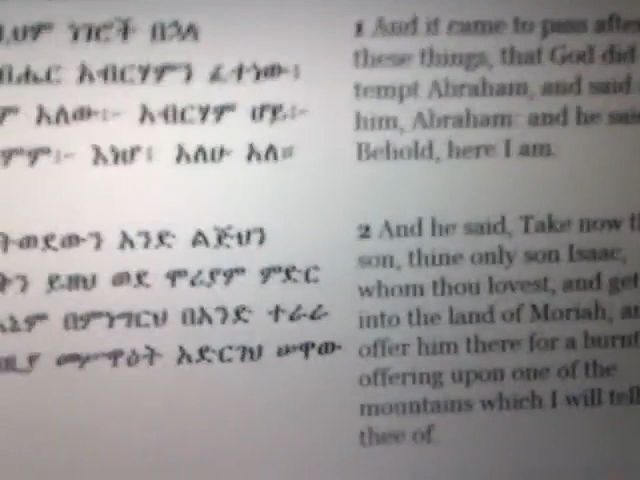 ነገሮች በኋላ
አብርሃምን ፈተነው፤
አለው፦ አብርሃም ሆይ፦
እነሆ፤ አለሁ አለ።
የምትወደውን አንድ ልጅህን
ይዘህ ወደ ሞሪያም ምድር
በምነግርህ በአንድ ተራራ
መሥዋዕት አድርገህ ሠዋው
1 And it came to pass after
these things, that God did
tempt Abraham, and said
him, Abraham: and he said
Behold, here I am.
2 And he said, Take now
son, thine only son Isaac,
whom thou lovest, and get
into the land of Moriah, and
offer him there for a burnt
offering upon one of the
mountains which I will tell
thee of.